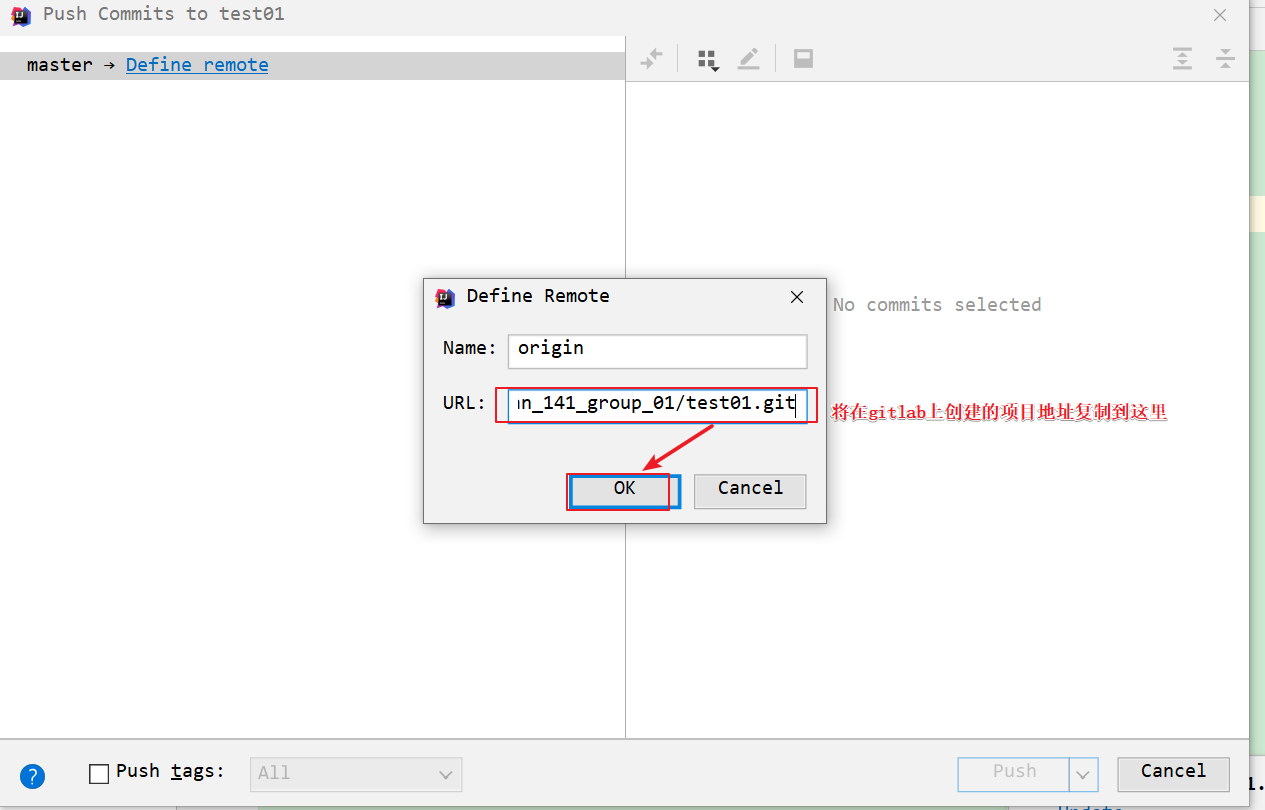 Push Commits to test01
master → Define remote
No commits selected
Define Remote
Name: origin
URL: n_141_group_01/test01.git
将在gitlab上创建的项目地址复制到这里
OK Cancel
? Push tags: All Push Cancel